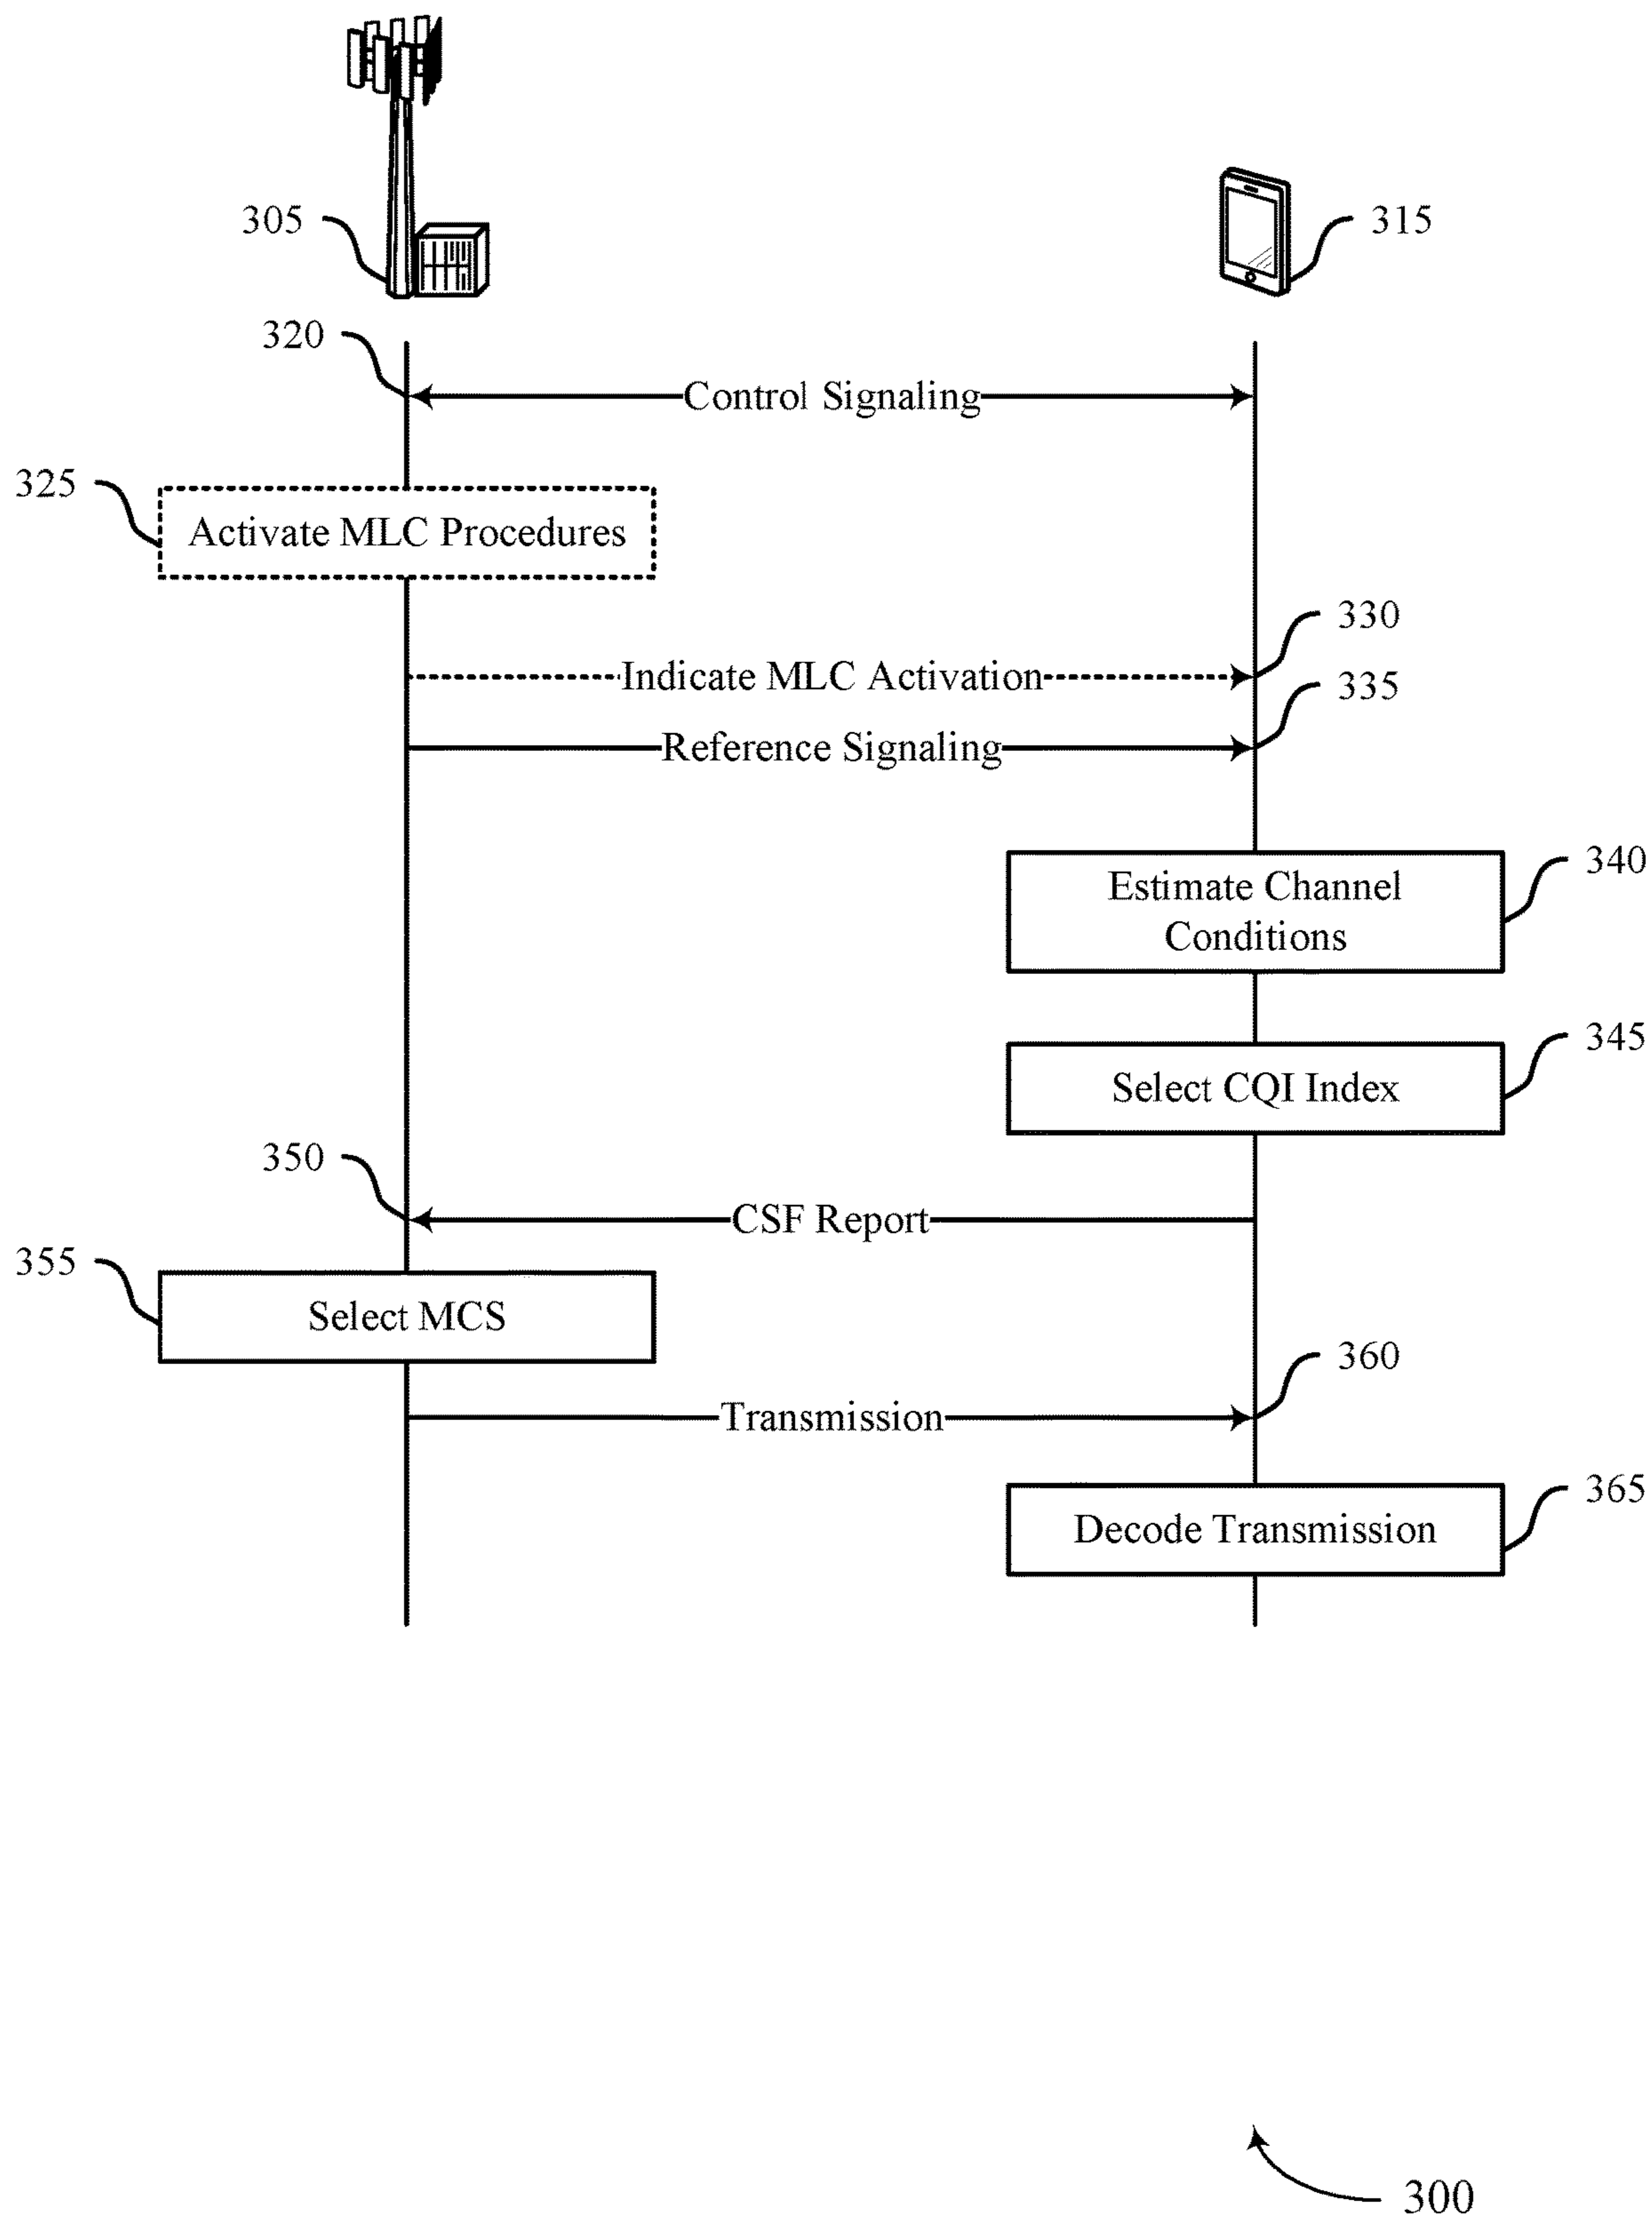 305
315
320
Control Signaling
325
Activate MLC Procedures
330
Indicate MLC Activation
335
Reference Signaling
340
Estimate Channel
Conditions
345
Select CQI Index
350
CSF Report
355
Select MCS
360
Transmission
365
Decode Transmission
300